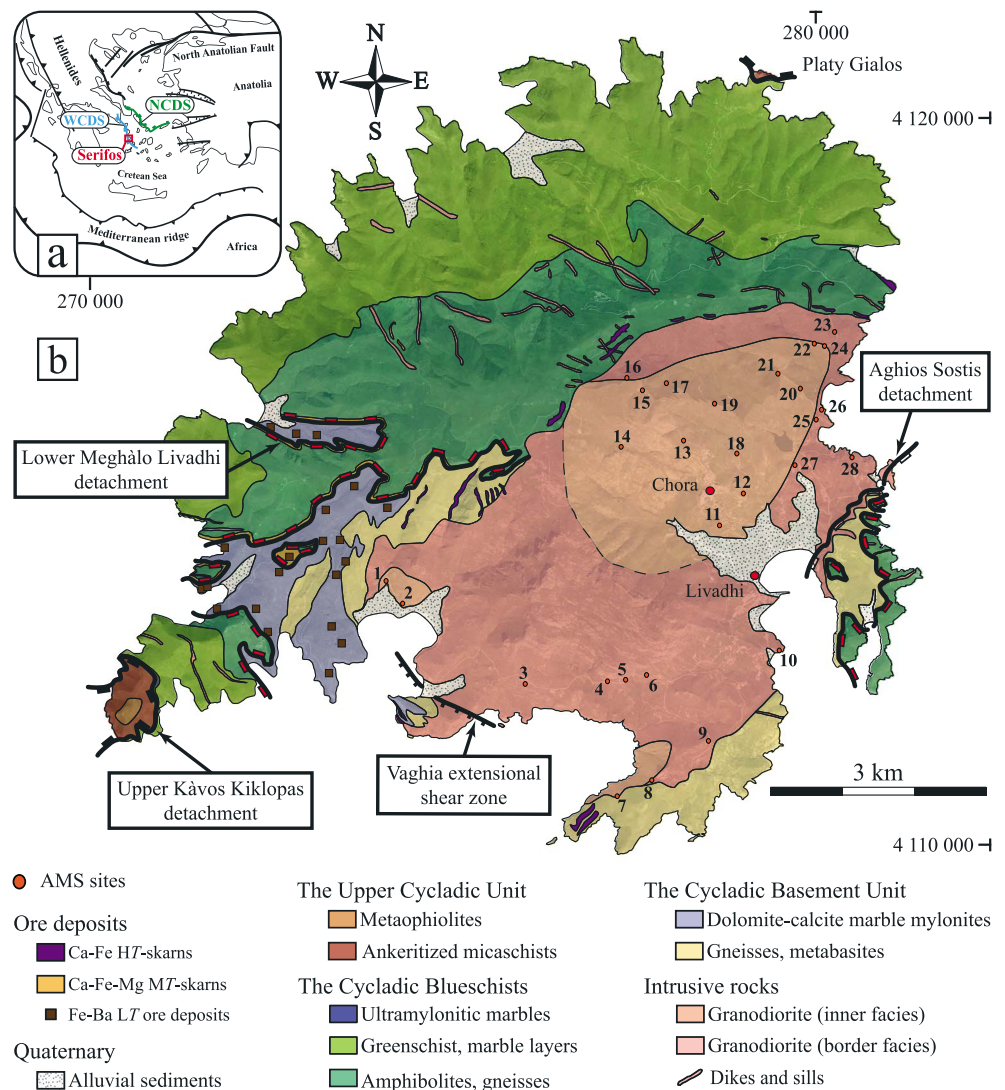 280 000
Platy Gialos
4 120 000
N
W E
S
Hellenides
North Anatolian Fault
Anatolia
NCDS
WCDS
Serifos
Cretean Sea
Mediterranean ridge
Africa
a
270 000
b
Aghios Sostis
detachment
Lower Meghàlo Livadhi
detachment
23
22
24
21
20
16
17
15
19
26
25
14
13
18
27
28
Chora
12
11
Livadhi
1
2
10
3
4
5
6
9
8
7
Vaghia extensional
shear zone
Upper Kàvos Kiklopas
detachment
3 km
4 110 000
AMS sites
Ore deposits
Ca-Fe HT-skarns
Ca-Fe-Mg MT-skarns
Fe-Ba LT ore deposits
Quaternary
Alluvial sediments
The Upper Cycladic Unit
Metaophiolites
Ankeritized micaschists
The Cycladic Blueschists
Ultramylonitic marbles
Greenschist, marble layers
Amphibolites, gneisses
The Cycladic Basement Unit
Dolomite-calcite marble mylonites
Gneisses, metabasites
Intrusive rocks
Granodiorite (inner facies)
Granodiorite (border facies)
Dikes and sills